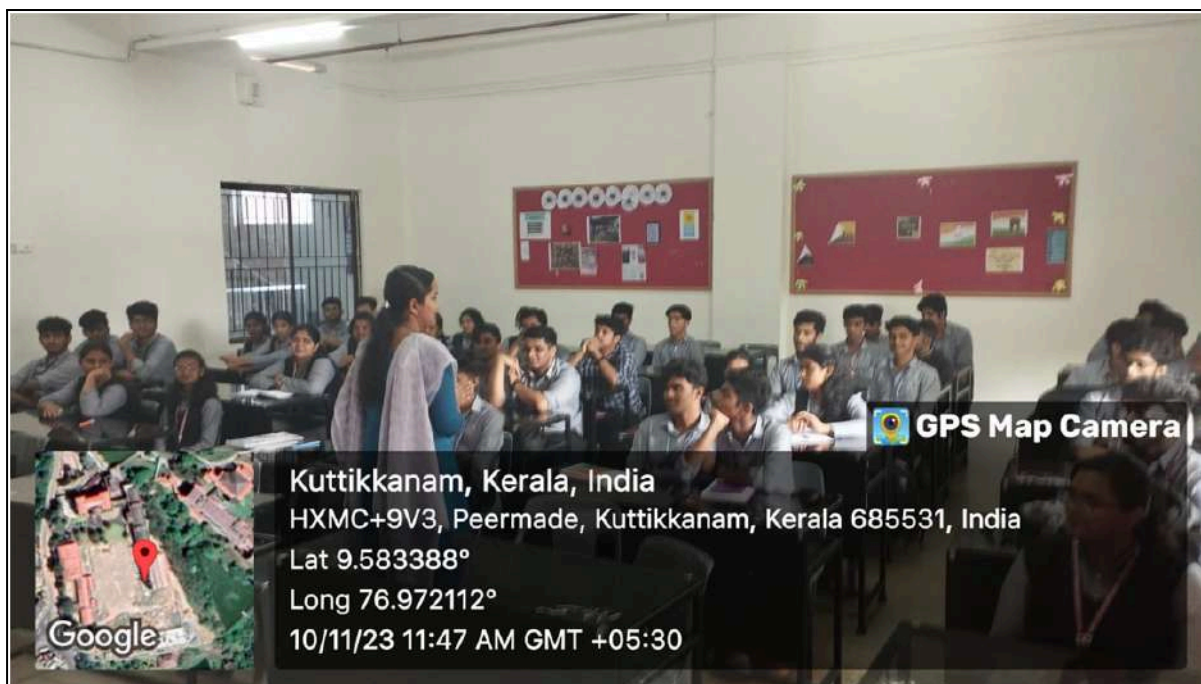 GPS Map Camera
Kuttikkanam, Kerala, India
HXMC+9V3, Peermade, Kuttikkanam, Kerala 685531, India
Lat 9.583388°
Long 76.972112°
10/11/23 11:47 AM GMT +05:30
Google